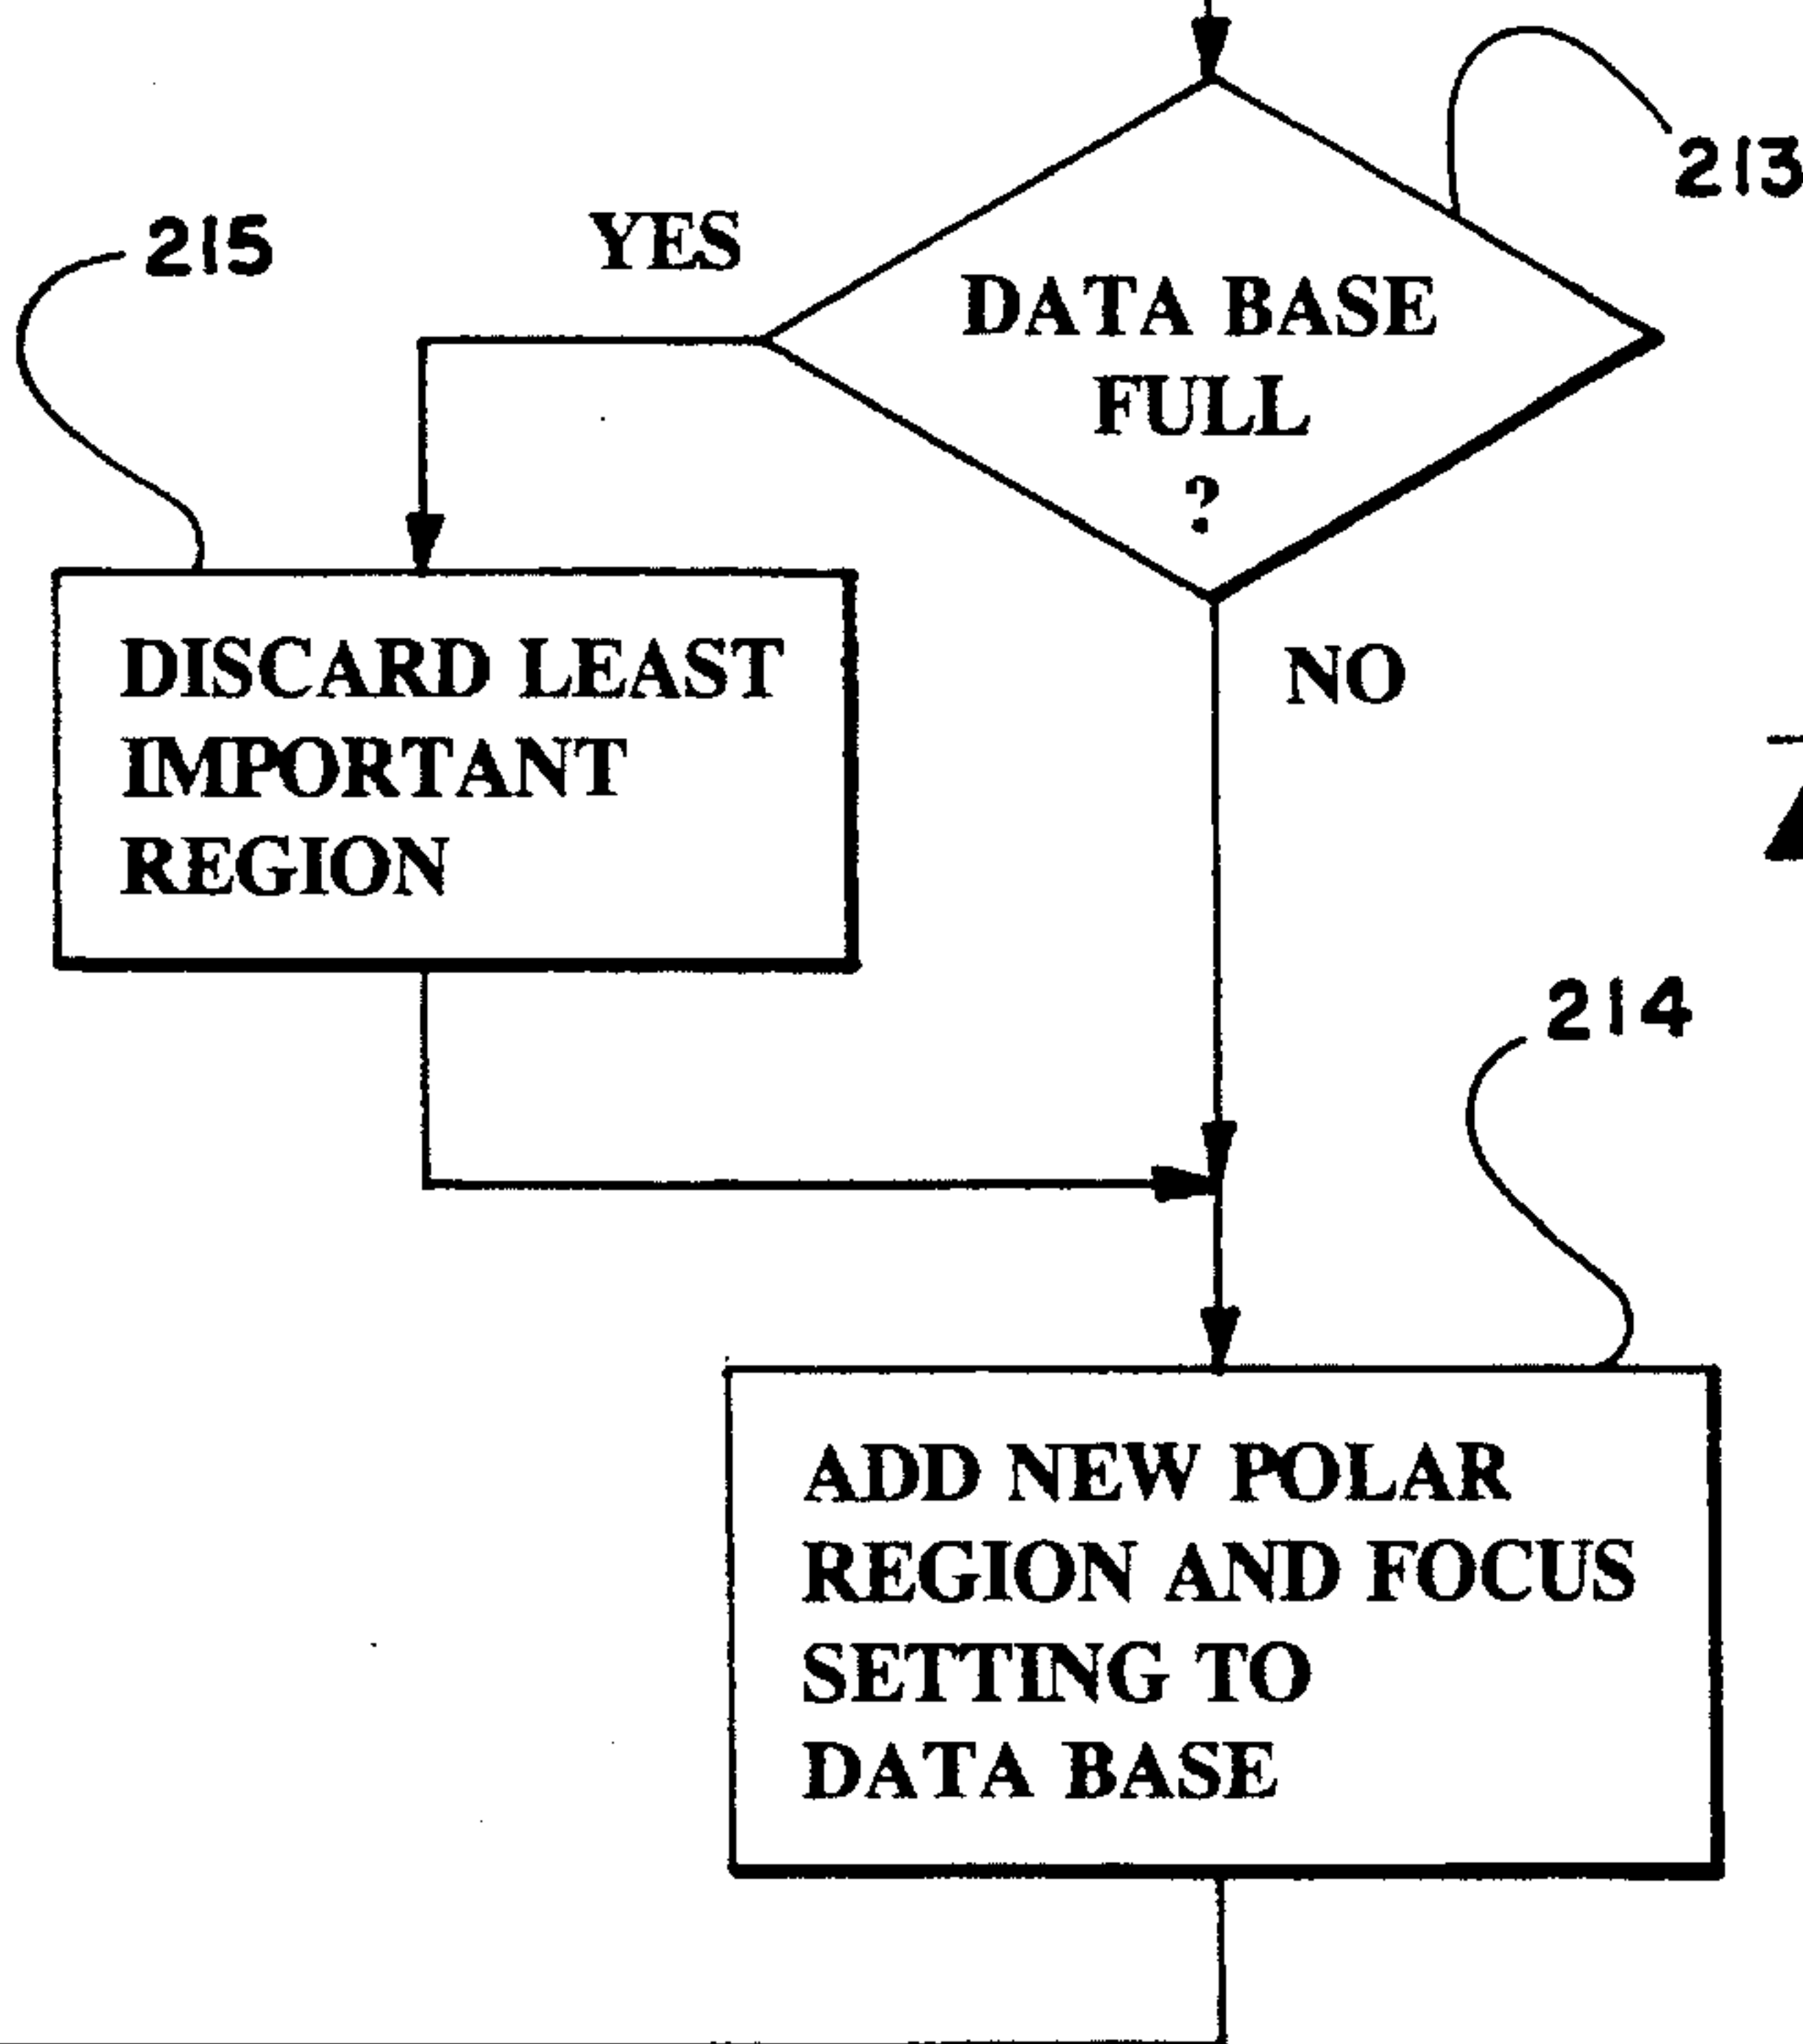 213
215
YES
DATA BASE
FULL
?
DISCARD LEAST
IMPORTANT
REGION
NO
214
ADD NEW POLAR
REGION AND FOCUS
SETTING TO
DATA BASE